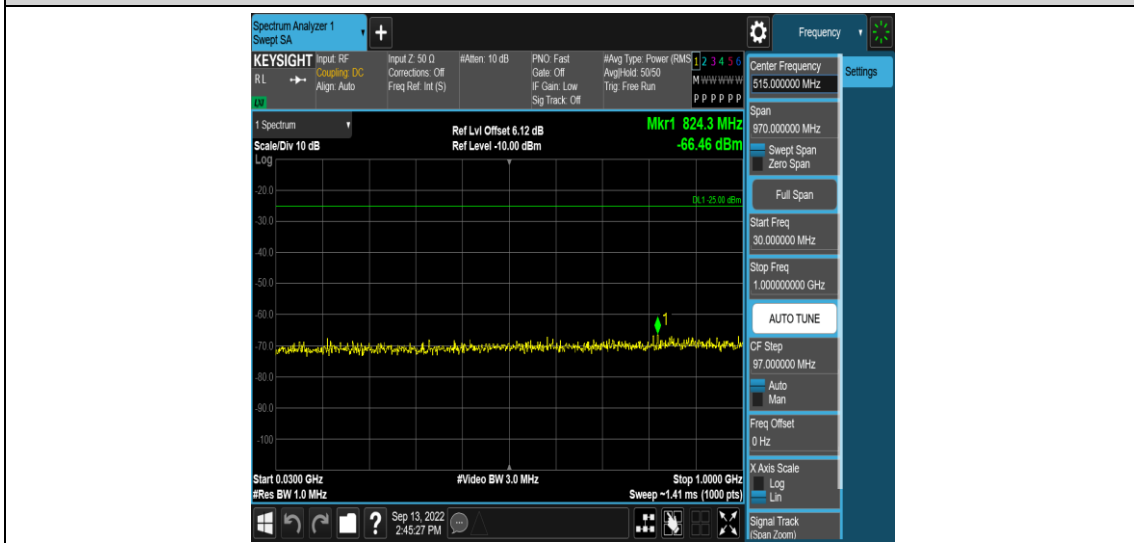 Spectrum Analyzer 1
Swept SA
+
Frequency
KEYSIGHT
RL
LNI
Input: RF
Coupling: DC
Align: Auto
Input Z: 50 Ω
Corrections: Off
Freq Ref: Int (S)
#Atten: 10 dB
PNO: Fast
Gate: Off
IF Gain: Low
Sig Track: Off
#Avg Type: Power (RMS
Avg|Hold: 50/50
Trig: Free Run
1 2 3 4 5 6
M W W W W W
P P P P P P
1 Spectrum
Scale/Div 10 dB
Ref Lvl Offset 6.12 dB
Ref Level -10.00 dBm
Mkr1 824.3 MHz
-66.46 dBm
Log
DL1 -25.00 dBm
-20.0
-30.0
-40.0
-50.0
-60.0
-70.0
-80.0
-90.0
-100
1
Start 0.0300 GHz
#Res BW 1.0 MHz
#Video BW 3.0 MHz
Stop 1.0000 GHz
Sweep ~1.41 ms (1000 pts)
Center Frequency
515.000000 MHz
Settings
Span
970.000000 MHz
Swept Span
Zero Span
Full Span
Start Freq
30.000000 MHz
Stop Freq
1.000000000 GHz
AUTO TUNE
CF Step
97.000000 MHz
Auto
Man
Freq Offset
0 Hz
X Axis Scale
Log
Lin
Signal Track
(Span Zoom)
?
Sep 13, 2022
2:45:27 PM